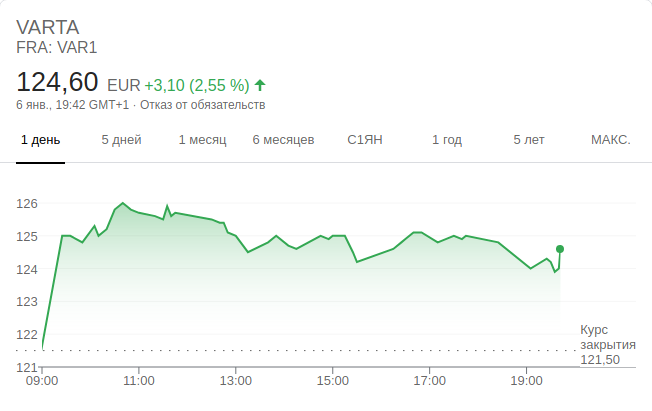 VARTA
FRA: VAR1
124,60 EUR +3,10 (2,55 %)
6 янв., 19:42 GMT+1 · Отказ от обязательств
1 день 5 дней 1 месяц 6 месяцев С1ЯН 1 год 5 лет МАКС.
126
125
124
123
122
121
Курс
закрытия
121,50
09:00 11:00 13:00 15:00 17:00 19:00